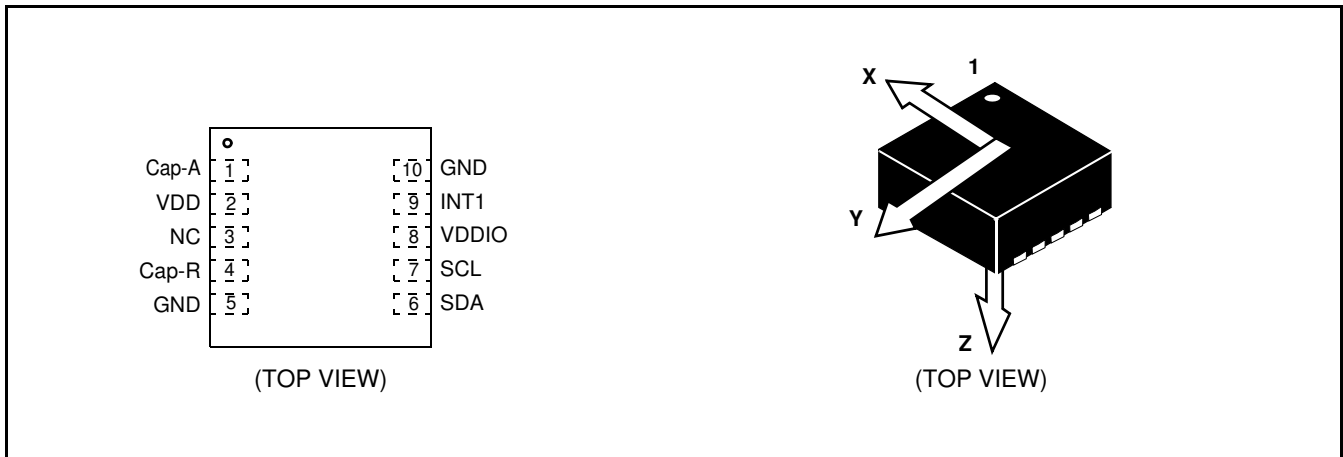 Cap-A 1 10 GND
VDD 2 9 INT1
NC 3 8 VDDIO
Cap-R 4 7 SCL
GND 5 6 SDA
(TOP VIEW)
1
X
Y
Z
(TOP VIEW)